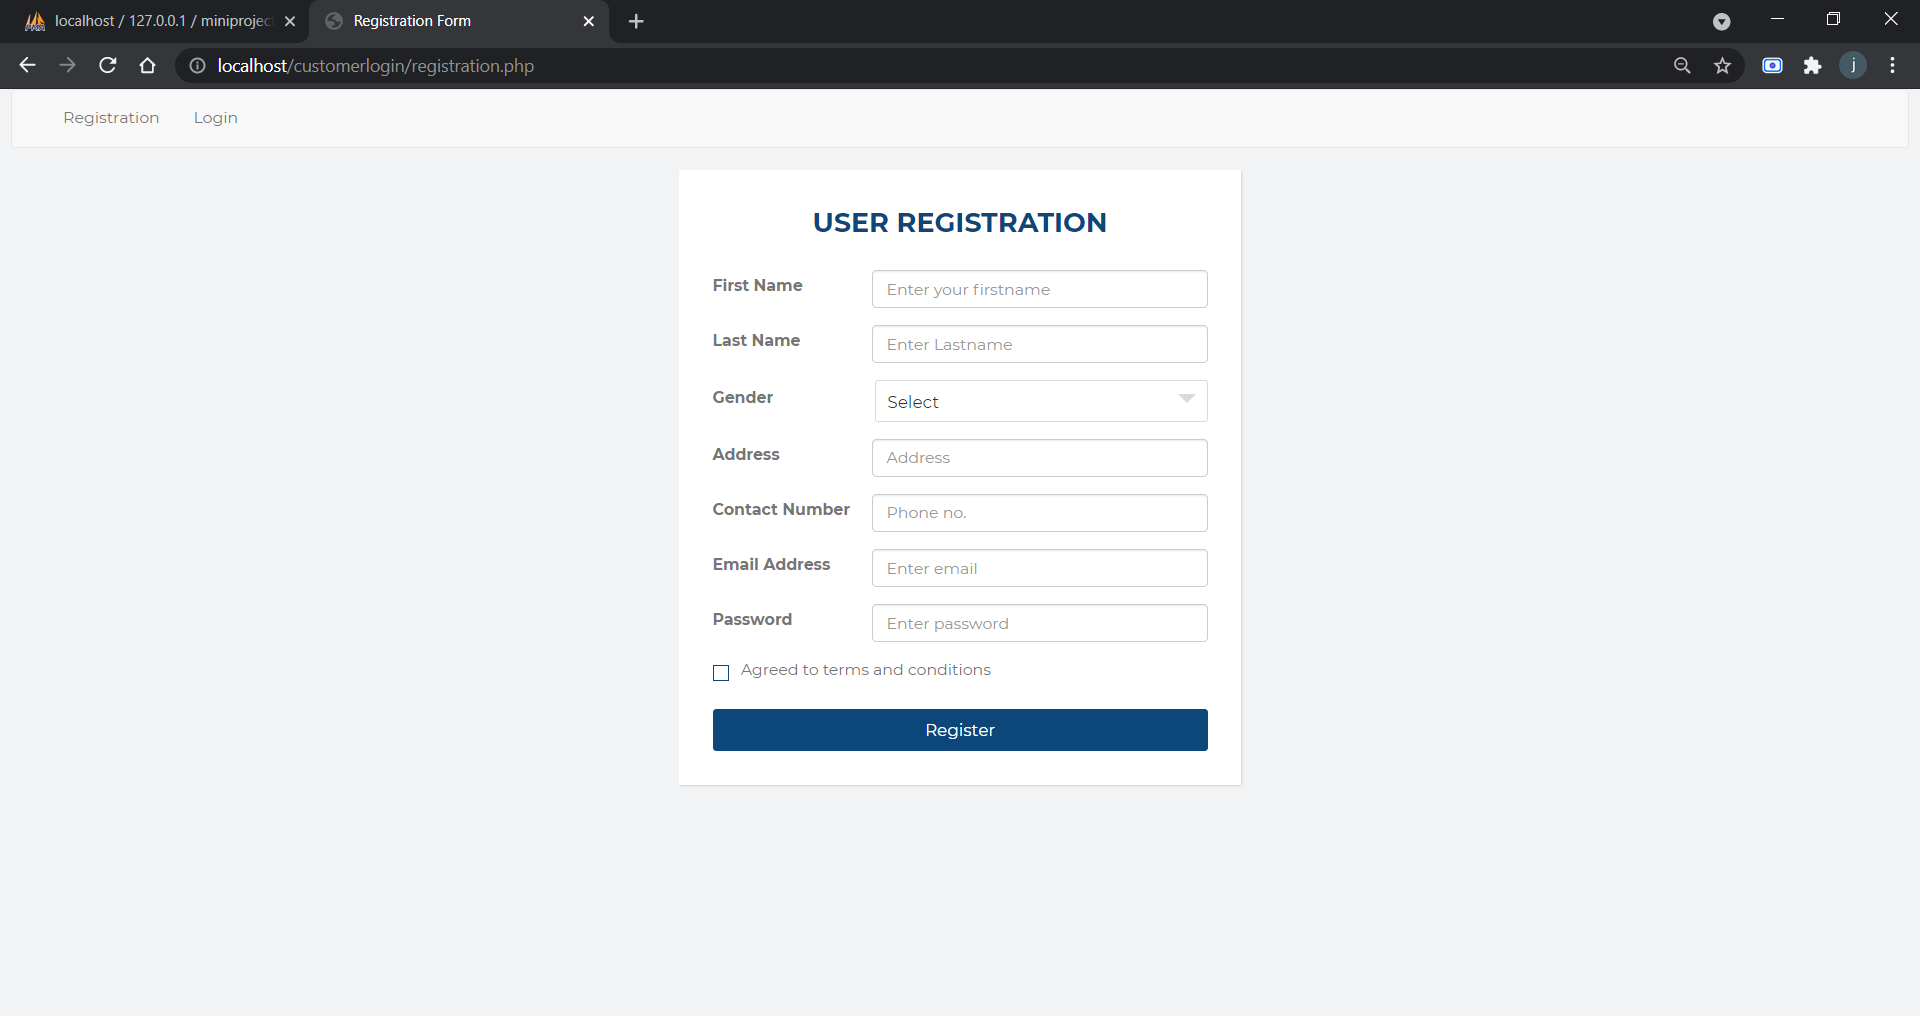 localhost / 127.0.0.1 / miniprojec
Registration Form
localhost/customerlogin/registration.php
j
Registration Login
USER REGISTRATION
First Name Enter your firstname
Last Name Enter Lastname
Gender Select
Address Address
Contact Number Phone no.
Email Address Enter email
Password Enter password
Agreed to terms and conditions
Register